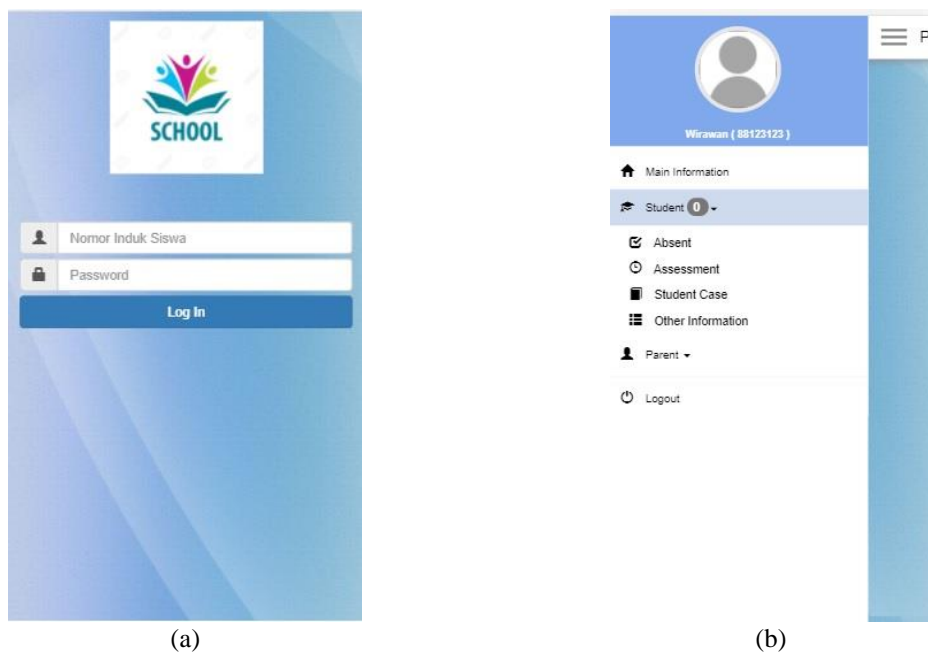 SCHOOL
Nomor Induk Siswa
Password
Log In
(a)
Wirawan ( 88123123 )
P
Main Information
Student 0
Absent
Assessment
Student Case
Other Information
Parent
Logout
(b)